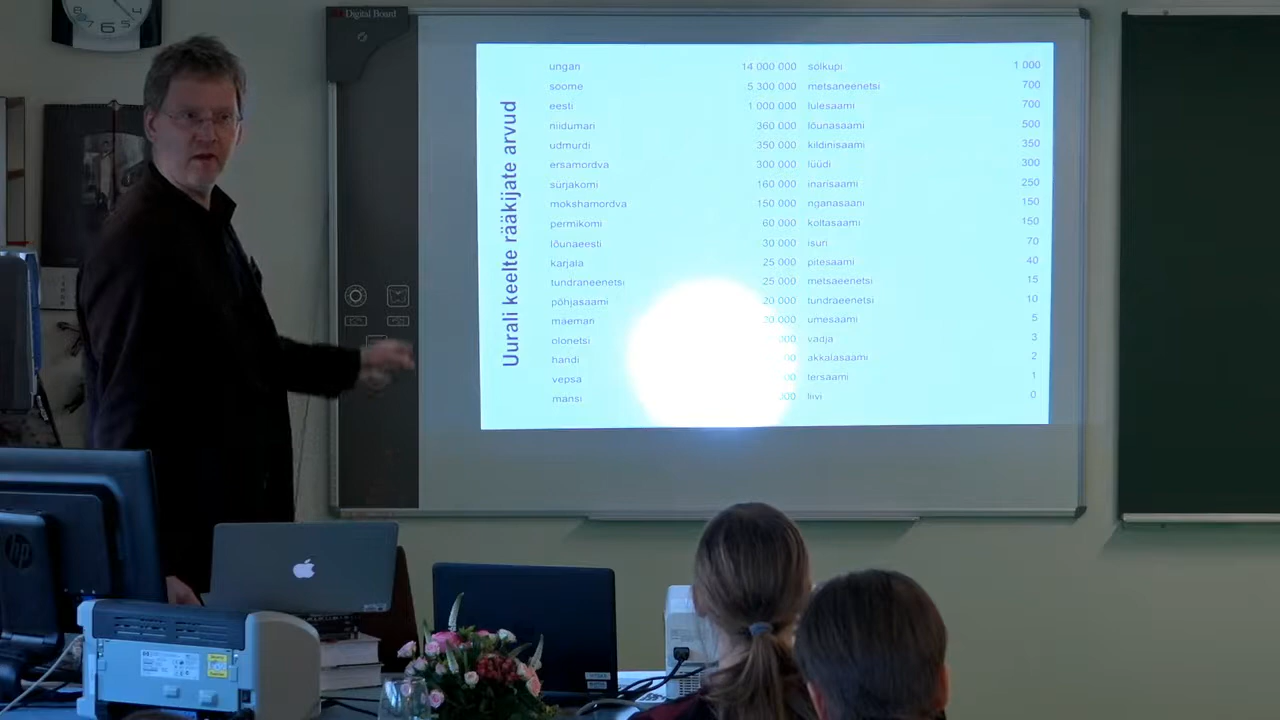 Digital Board
Uurali keelte rääkijate arvud
ungari 14 000 000
soome 5 300 000
eesti 1 000 000
niidumari 360 000
udmurdi 350 000
ersamordva 300 000
sürjakomi 160 000
mokshamordva 150 000
permikomi 60 000
lõunaeesti 30 000
karjala 25 000
tundraneenetsi 25 000
põhjasaami 20 000
mäemari
olonetsi
handi
vepsa
mansi
sölkupi 1 000
metsaneenetsi 700
lulesaami 700
lõunasaami 500
kildinisaami 350
lüüdi 300
inarisaami 250
nganasaani 150
koltasaami 150
isuri 70
pitesaami 40
metsaeenetsi 15
tundraeenetsi 10
umesaami 5
vadja 3
akkalasaami 2
tersaami 1
liivi 0
hp